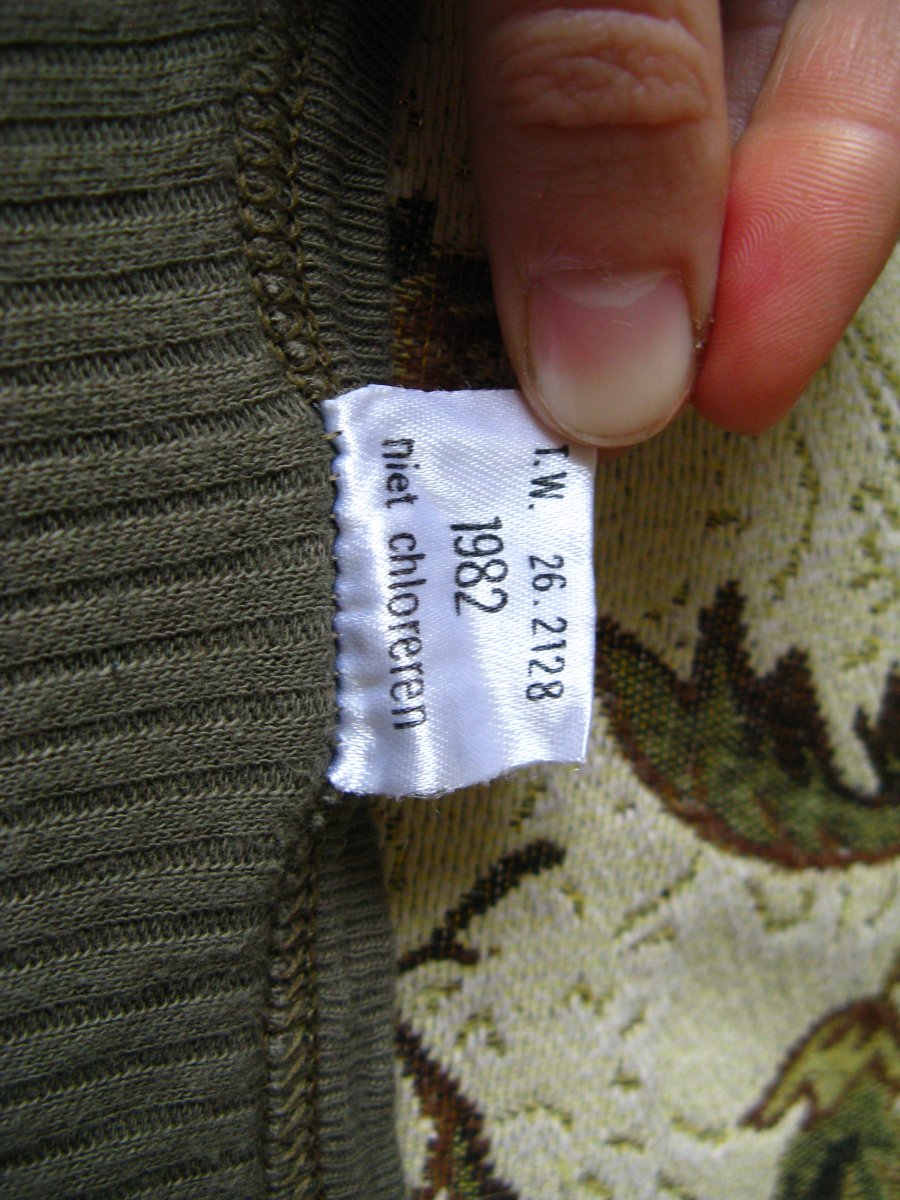 T.W. 26.2128
1982
niet chloreren